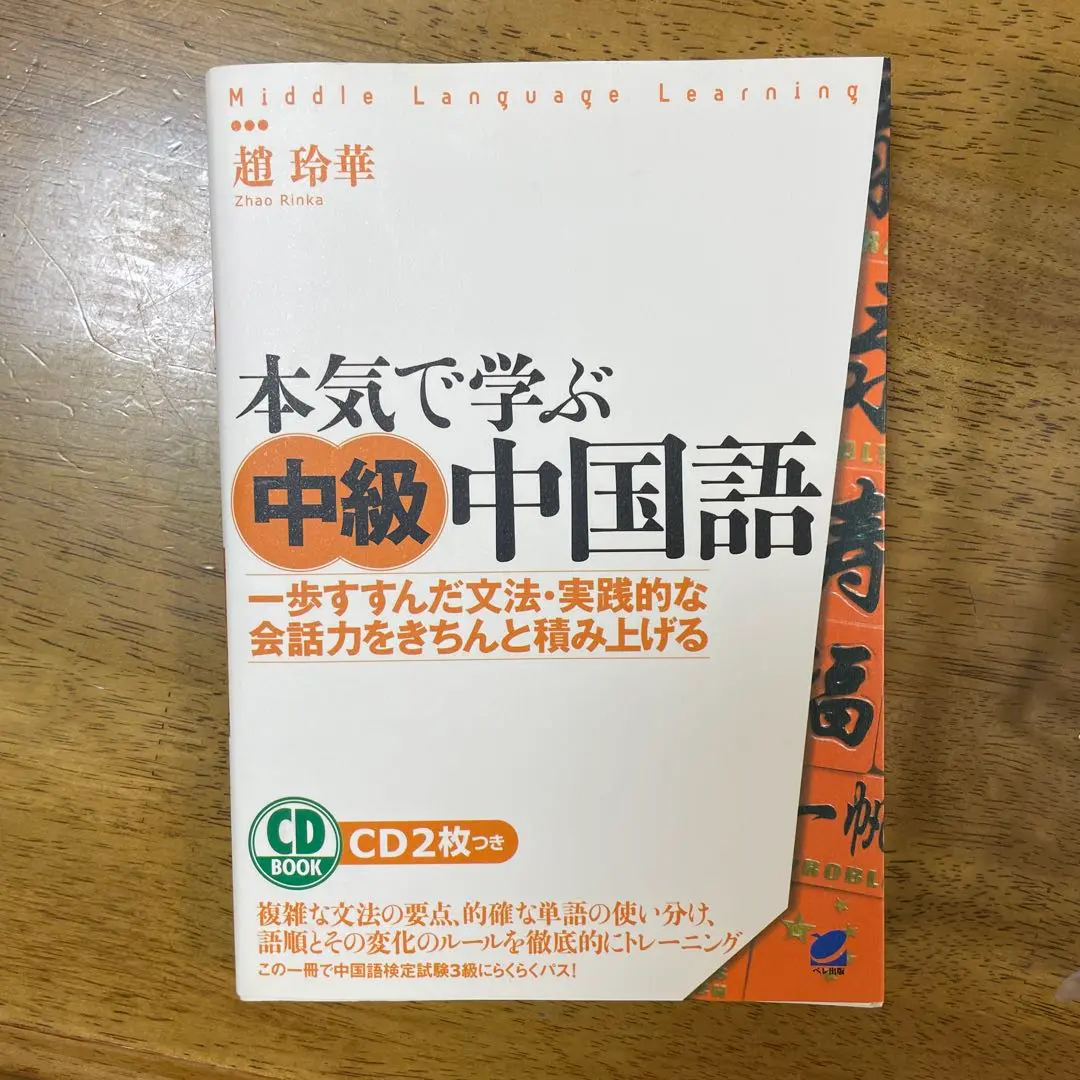 Middle Language Learning
趙 玲華
Zhao Rinka
本気で学ぶ
中級 中国語
一歩すすんだ文法・実践的な
会話力をきちんと積み上げる
CD
BOOK
CD2枚つき
複雑な文法の要点、的確な単語の使い分け、
語順とその変化のルールを徹底的にトレーニング
この一冊で中国語検定試験3級にらくらくパス!
寿
福
一帆
ROBL
ベレ出版